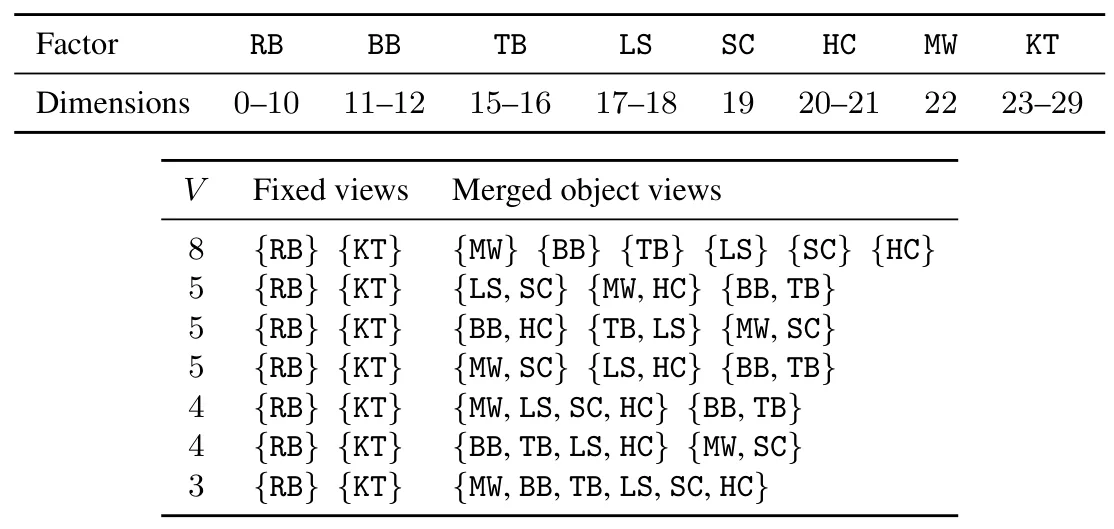 Factor RB BB TB LS SC HC MW KT
Dimensions 0–10 11–12 15–16 17–18 19 20–21 22 23–29
V Fixed views Merged object views
8 {RB} {KT} {MW} {BB} {TB} {LS} {SC} {HC}
5 {RB} {KT} {LS, SC} {MW, HC} {BB, TB}
5 {RB} {KT} {BB, HC} {TB, LS} {MW, SC}
5 {RB} {KT} {MW, SC} {LS, HC} {BB, TB}
4 {RB} {KT} {MW, LS, SC, HC} {BB, TB}
4 {RB} {KT} {BB, TB, LS, HC} {MW, SC}
3 {RB} {KT} {MW, BB, TB, LS, SC, HC}